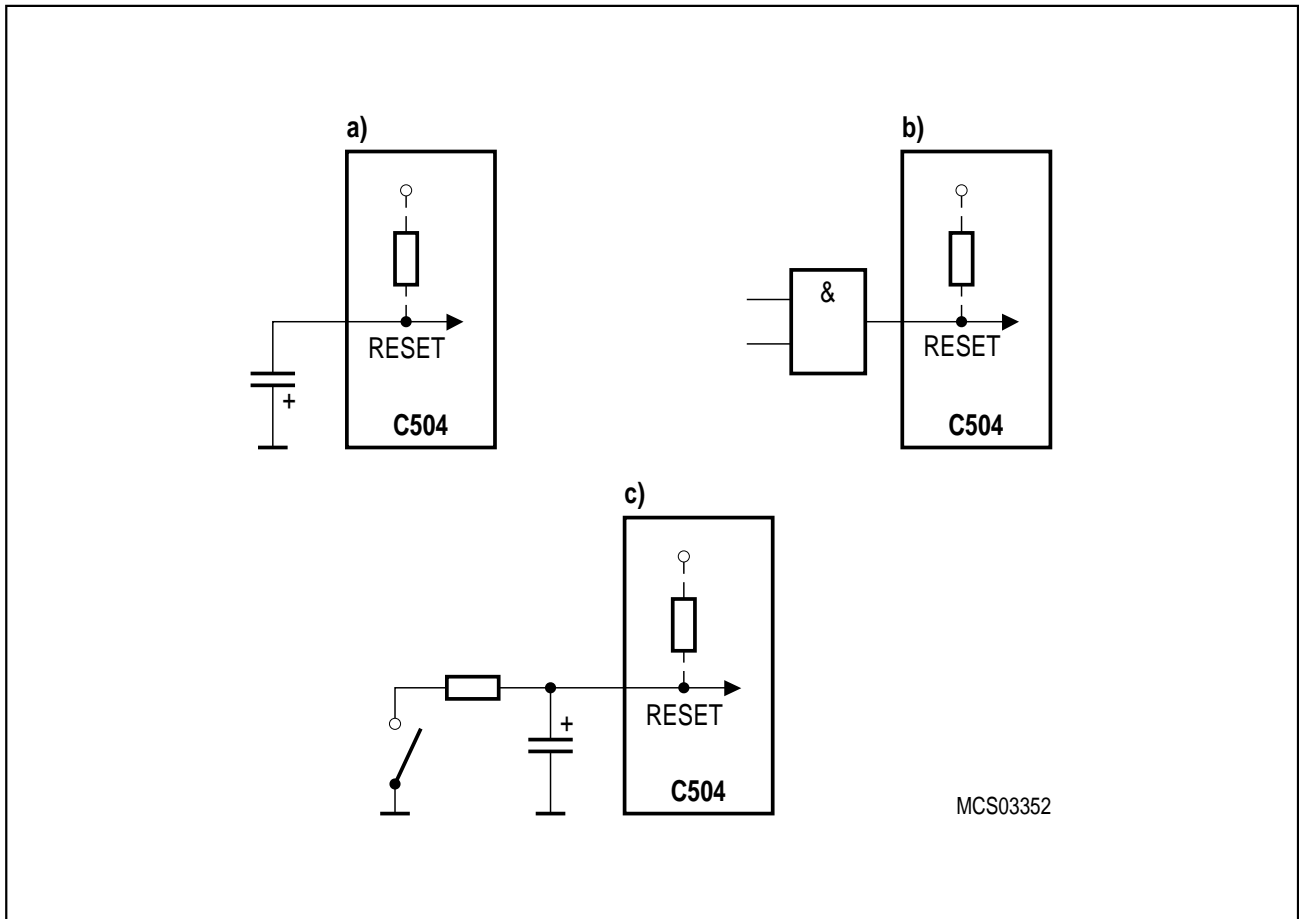 a)
RESET
+
C504
b)
&
RESET
C504
c)
+
RESET
C504
MCS03352